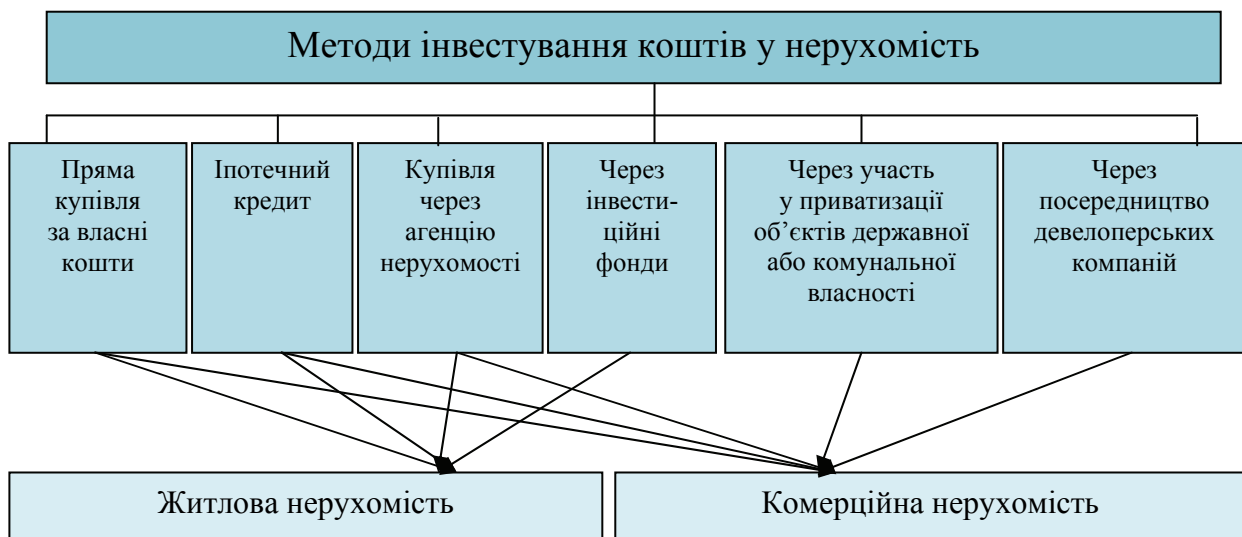 Методи інвестування коштів у нерухомість
Пряма
купівля
за власні
кошти
Іпотечний
кредит
Купівля
через
агенцію
нерухомості
Через
інвести-
ційні
фонди
Через участь
у приватизації
об’єктів державної
або комунальної
власності
Через
посередництво
девелоперських
компаній
Житлова нерухомість
Комерційна нерухомість